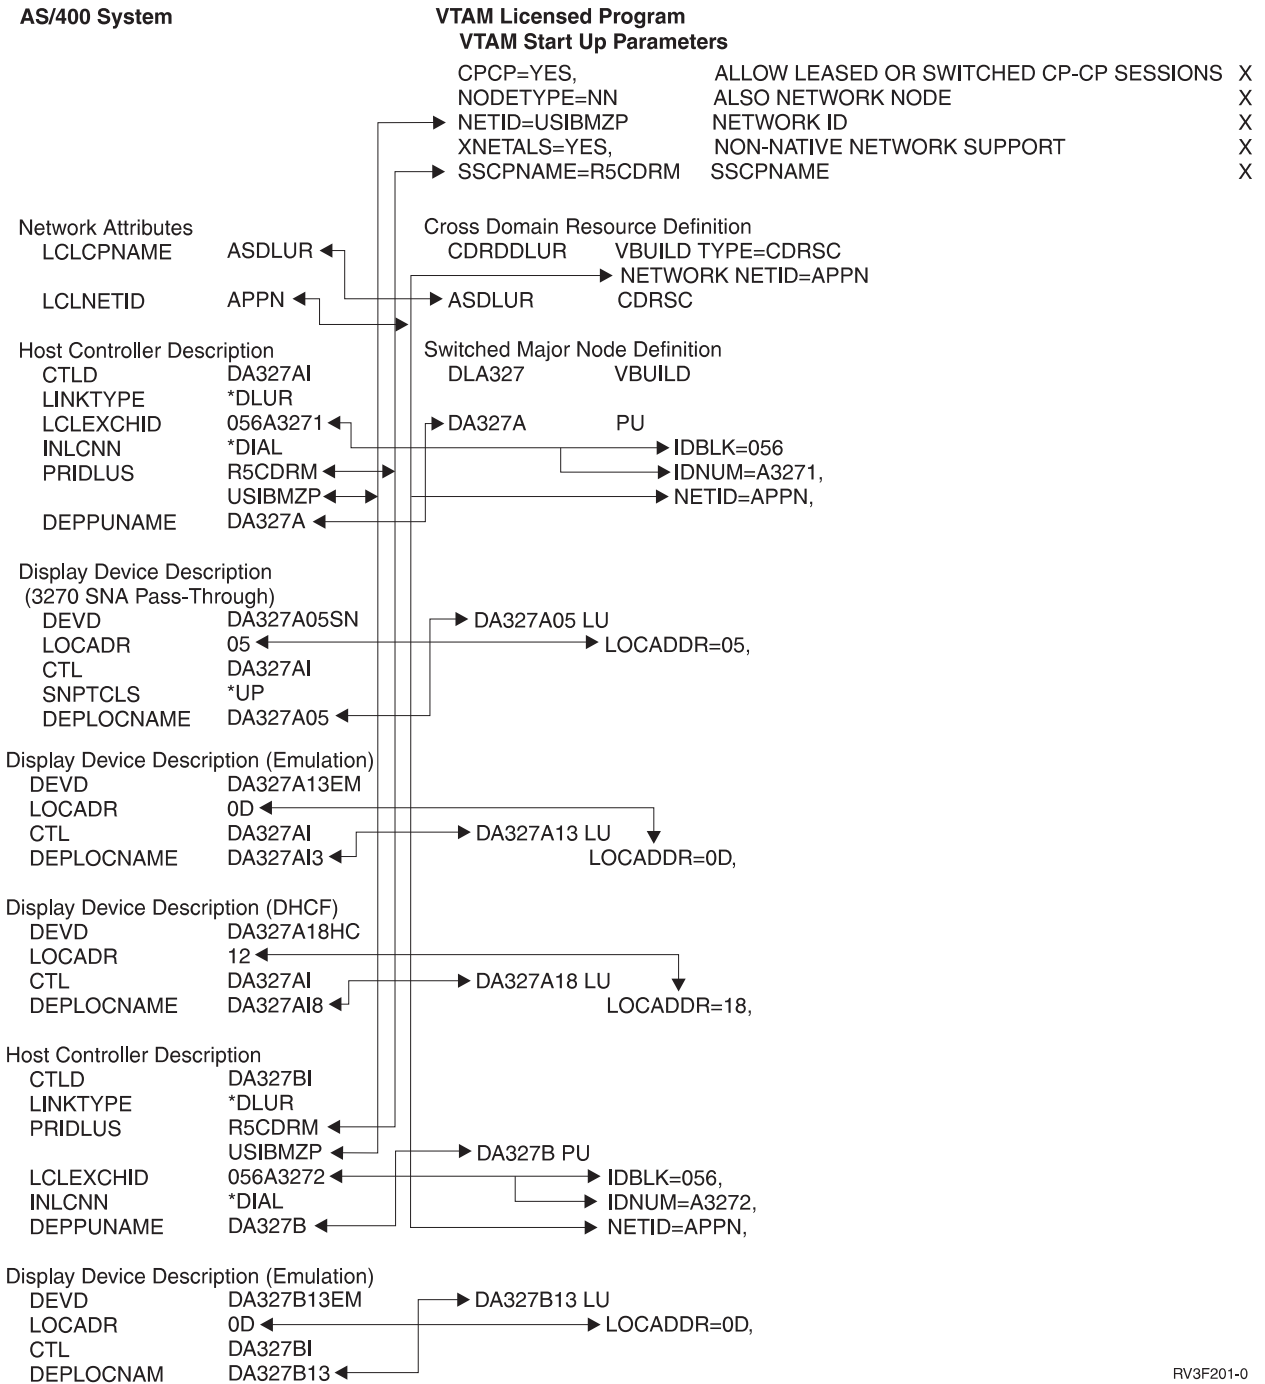 AS/400 System VTAM Licensed Program
VTAM Start Up Parameters
CPCP=YES, ALLOW LEASED OR SWITCHED CP-CP SESSIONS X
NODETYPE=NN ALSO NETWORK NODE X
NETID=USIBMZP NETWORK ID X
XNETALS=YES, NON-NATIVE NETWORK SUPPORT X
SSCPNAME=R5CDRM SSCPNAME X
Network Attributes Cross Domain Resource Definition
LCLCPNAME ASDLUR CDRDDLUR VBUILD TYPE=CDRSC
NETWORK NETID=APPN
LCLNETID APPN ASDLUR CDRSC
Host Controller Description Switched Major Node Definition
CTLD DA327AI DLA327 VBUILD
LINKTYPE *DLUR
LCLEXCHID 056A3271 DA327A PU
INLCNN *DIAL IDBLK=056
PRIDLUS R5CDRM IDNUM=A3271,
USIBMZP NETID=APPN,
DEPPUNAME DA327A
Display Device Description
(3270 SNA Pass-Through)
DEVD DA327A05SN DA327A05 LU
LOCADR 05 LOCADDR=05,
CTL DA327AI
SNPTCLS *UP
DEPLOCNAME DA327A05
Display Device Description (Emulation)
DEVD DA327A13EM
LOCADR 0D
CTL DA327AI DA327A13 LU
DEPLOCNAME DA327AI3 LOCADDR=0D,
Display Device Description (DHCF)
DEVD DA327A18HC
LOCADR 12
CTL DA327AI DA327A18 LU
DEPLOCNAME DA327AI8 LOCADDR=18,
Host Controller Description
CTLD DA327BI
LINKTYPE *DLUR
PRIDLUS R5CDRM
USIBMZP DA327B PU
LCLEXCHID 056A3272 IDBLK=056,
INLCNN *DIAL IDNUM=A3272,
DEPPUNAME DA327B NETID=APPN,
Display Device Description (Emulation)
DEVD DA327B13EM DA327B13 LU
LOCADR 0D LOCADDR=0D,
CTL DA327BI
DEPLOCNAM DA327B13
RV3F201-0